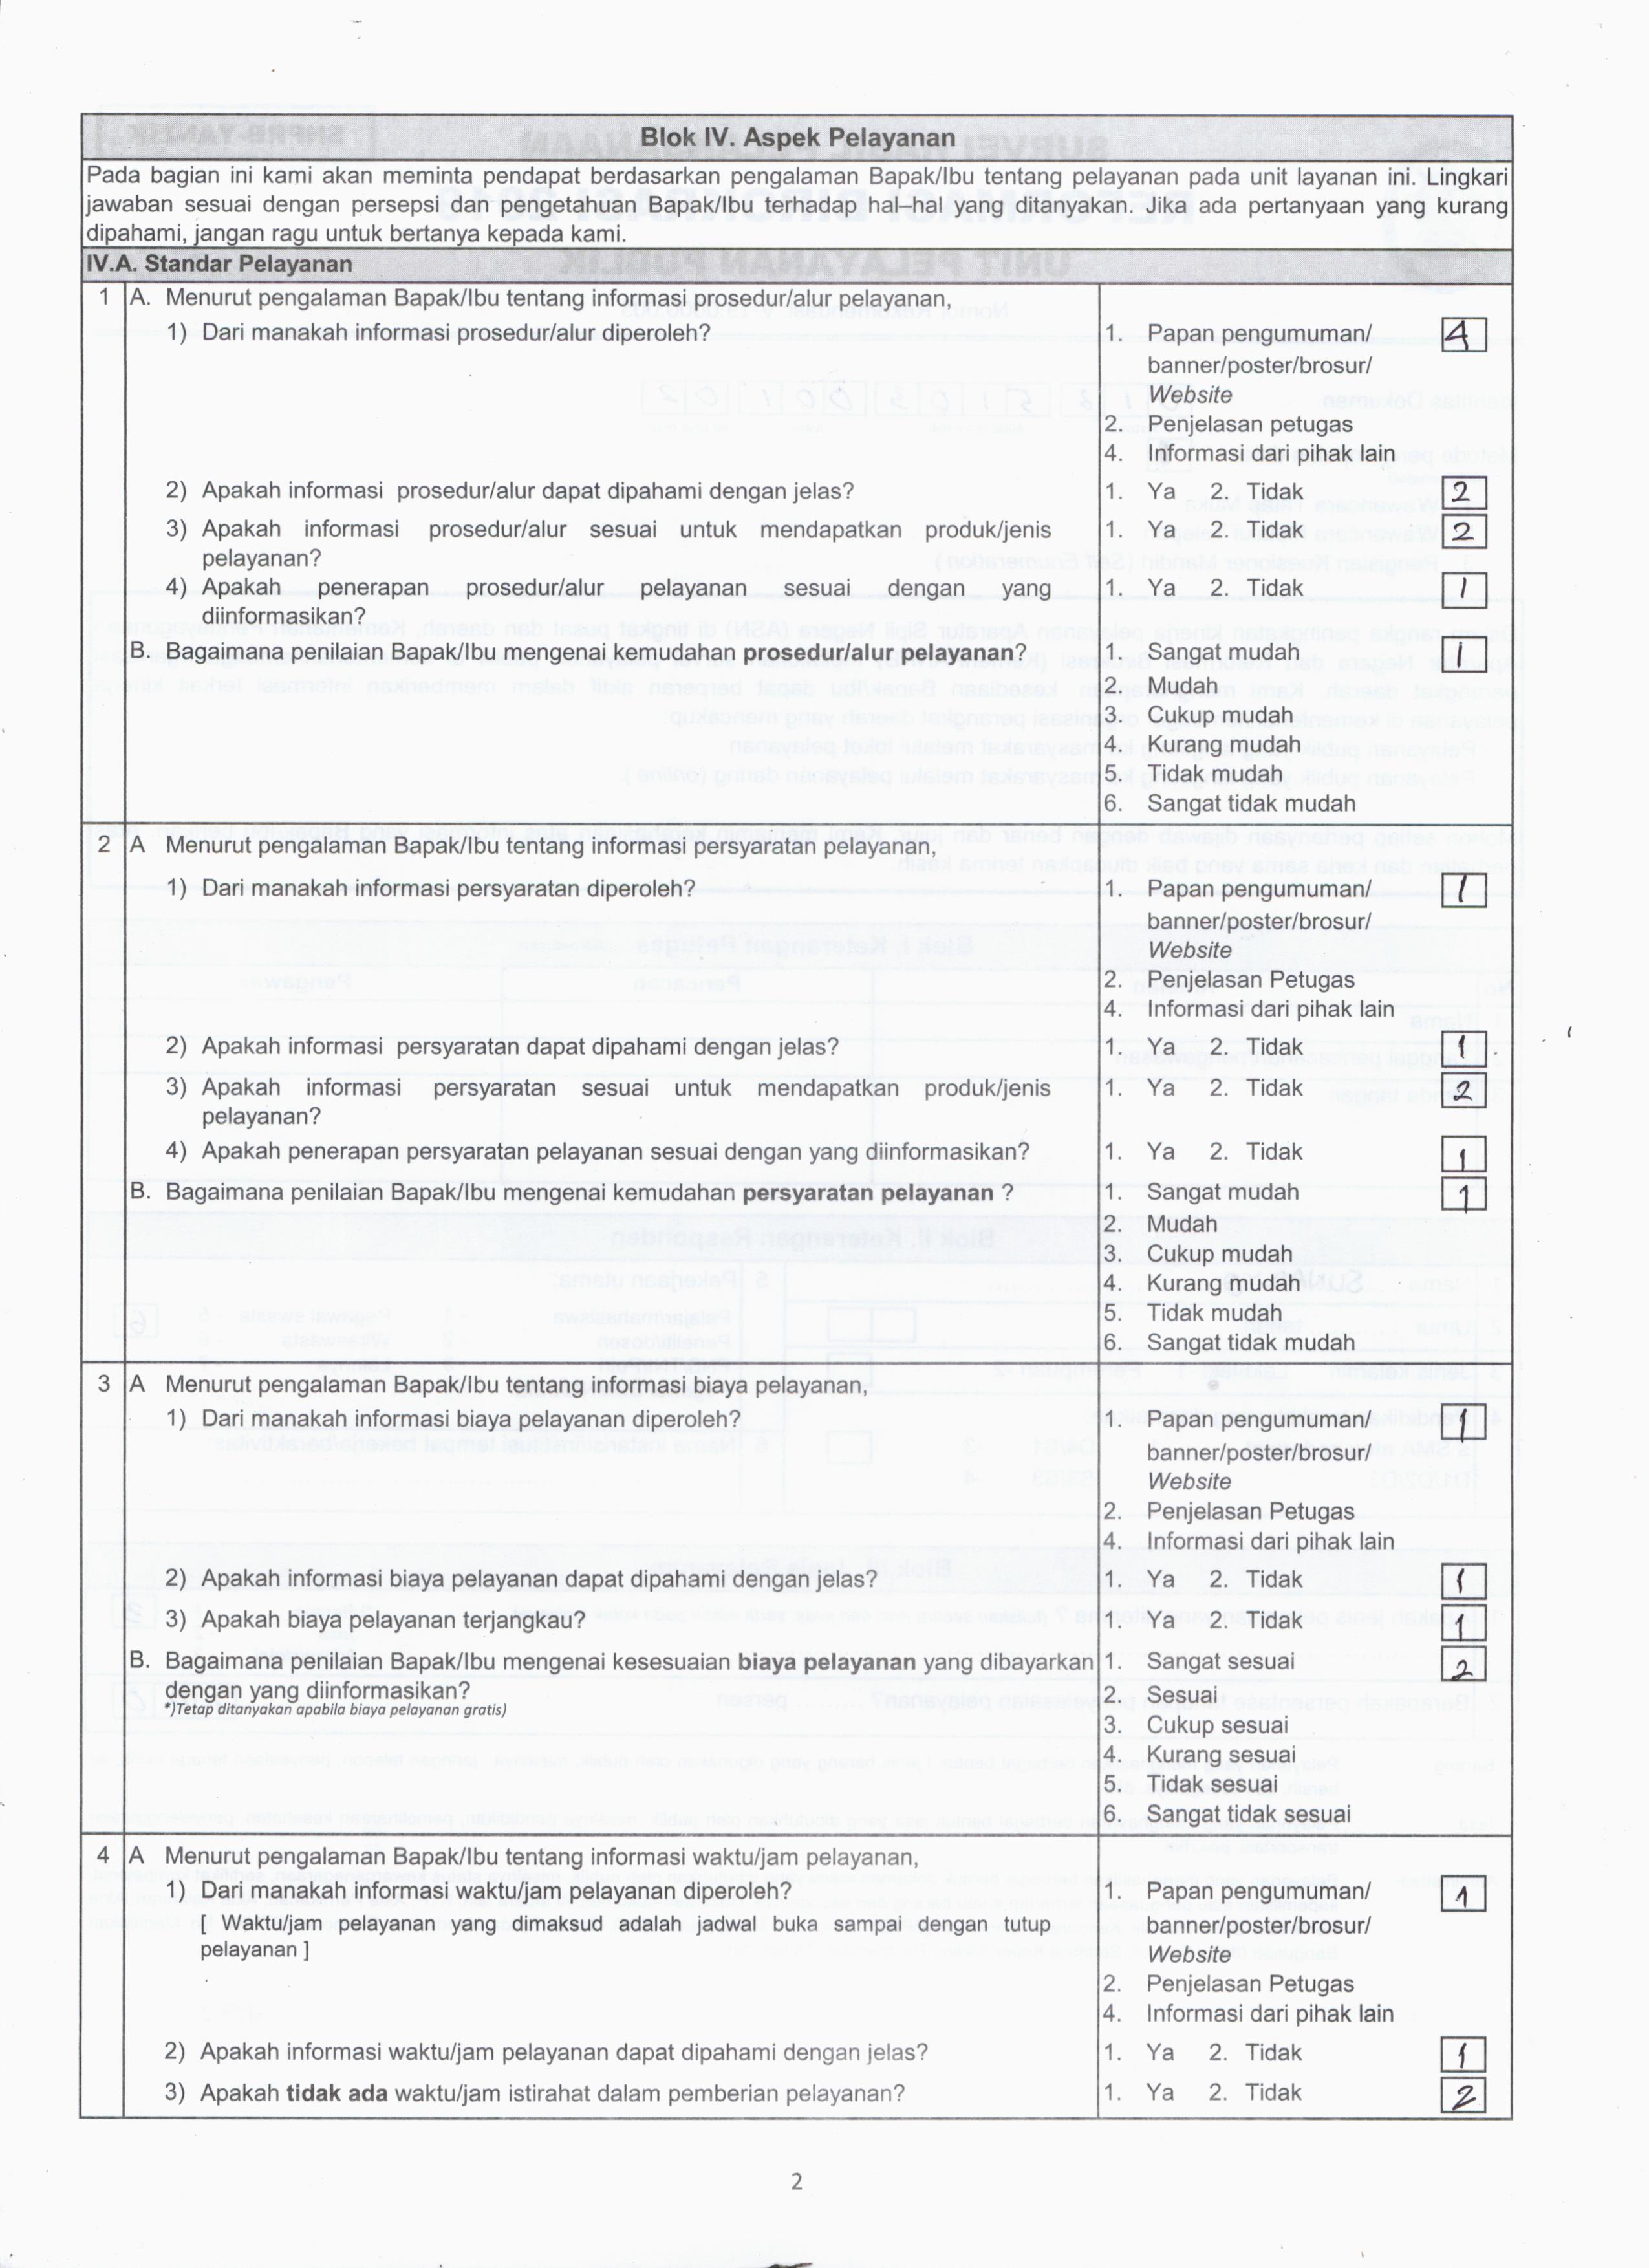 Blok IV. Aspek Pelayanan
Pada bagian ini kami akan meminta pendapat berdasarkan pengalaman Bapak/Ibu tentang pelayanan pada unit layanan ini. Lingkari
jawaban sesuai dengan persepsi dan pengetahuan Bapak/Ibu terhadap hal–hal yang ditanyakan. Jika ada pertanyaan yang kurang
dipahami, jangan ragu untuk bertanya kepada kami.
IV.A. Standar Pelayanan
1 A. Menurut pengalaman Bapak/Ibu tentang informasi prosedur/alur pelayanan,
1) Dari manakah informasi prosedur/alur diperoleh? 1. Papan pengumuman/ 4
banner/poster/brosur/
Website
2. Penjelasan petugas
4. Informasi dari pihak lain
2) Apakah informasi prosedur/alur dapat dipahami dengan jelas? 1. Ya 2. Tidak 2
3) Apakah informasi prosedur/alur sesuai untuk mendapatkan produk/jenis 1. Ya 2. Tidak 2
pelayanan?
4) Apakah penerapan prosedur/alur pelayanan sesuai dengan yang 1. Ya 2. Tidak 1
diinformasikan?
B. Bagaimana penilaian Bapak/Ibu mengenai kemudahan prosedur/alur pelayanan? 1. Sangat mudah 1
2. Mudah
3. Cukup mudah
4. Kurang mudah
5. Tidak mudah
6. Sangat tidak mudah
2 A Menurut pengalaman Bapak/Ibu tentang informasi persyaratan pelayanan,
1) Dari manakah informasi persyaratan diperoleh? 1. Papan pengumuman/ 1
banner/poster/brosur/
Website
2. Penjelasan Petugas
4. Informasi dari pihak lain
2) Apakah informasi persyaratan dapat dipahami dengan jelas? 1. Ya 2. Tidak 1
3) Apakah informasi persyaratan sesuai untuk mendapatkan produk/jenis 1. Ya 2. Tidak 2
pelayanan?
4) Apakah penerapan persyaratan pelayanan sesuai dengan yang diinformasikan? 1. Ya 2. Tidak 1
B. Bagaimana penilaian Bapak/Ibu mengenai kemudahan persyaratan pelayanan ? 1. Sangat mudah 1
2. Mudah
3. Cukup mudah
4. Kurang mudah
5. Tidak mudah
6. Sangat tidak mudah
3 A Menurut pengalaman Bapak/Ibu tentang informasi biaya pelayanan,
1) Dari manakah informasi biaya pelayanan diperoleh? 1. Papan pengumuman/ 1
banner/poster/brosur/
Website
2. Penjelasan Petugas
4. Informasi dari pihak lain
2) Apakah informasi biaya pelayanan dapat dipahami dengan jelas? 1. Ya 2. Tidak 1
3) Apakah biaya pelayanan terjangkau? 1. Ya 2. Tidak 1
B. Bagaimana penilaian Bapak/Ibu mengenai kesesuaian biaya pelayanan yang dibayarkan 1. Sangat sesuai 2
dengan yang diinformasikan? 2. Sesuai
*)Tetap ditanyakan apabila biaya pelayanan gratis)
3. Cukup sesuai
4. Kurang sesuai
5. Tidak sesuai
6. Sangat tidak sesuai
4 A Menurut pengalaman Bapak/Ibu tentang informasi waktu/jam pelayanan,
1) Dari manakah informasi waktu/jam pelayanan diperoleh? 1. Papan pengumuman/ 1
[ Waktu/jam pelayanan yang dimaksud adalah jadwal buka sampai dengan tutup banner/poster/brosur/
pelayanan ] Website
2. Penjelasan Petugas
4. Informasi dari pihak lain
2) Apakah informasi waktu/jam pelayanan dapat dipahami dengan jelas? 1. Ya 2. Tidak 1
3) Apakah tidak ada waktu/jam istirahat dalam pemberian pelayanan? 1. Ya 2. Tidak 2
2